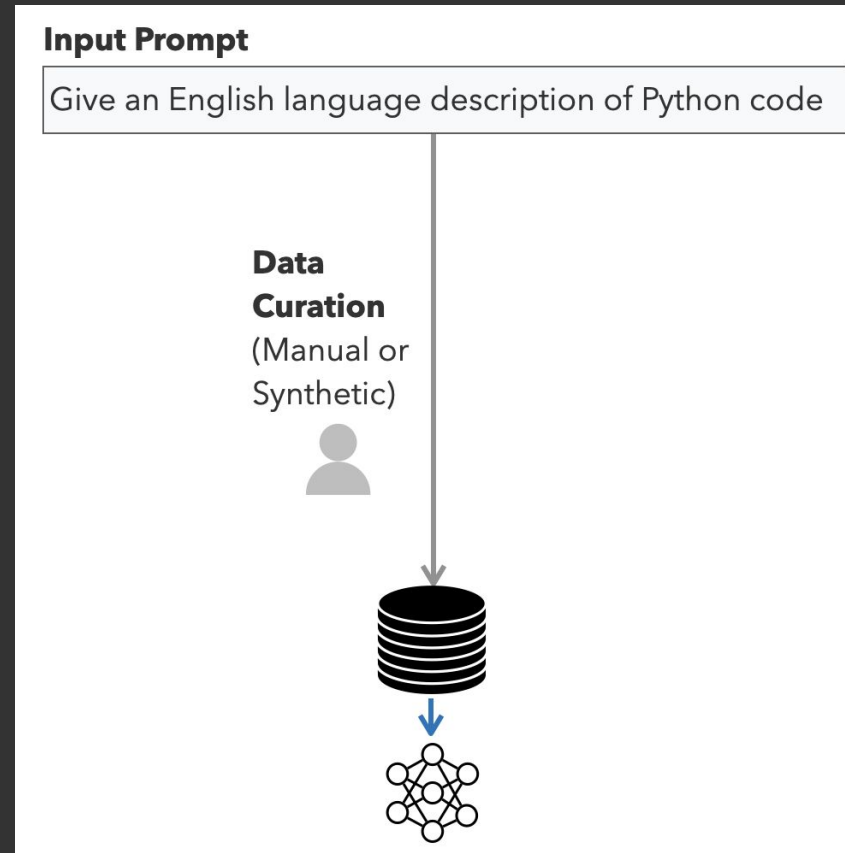 Input Prompt
Give an English language description of Python code
Data
Curation
(Manual or
Synthetic)